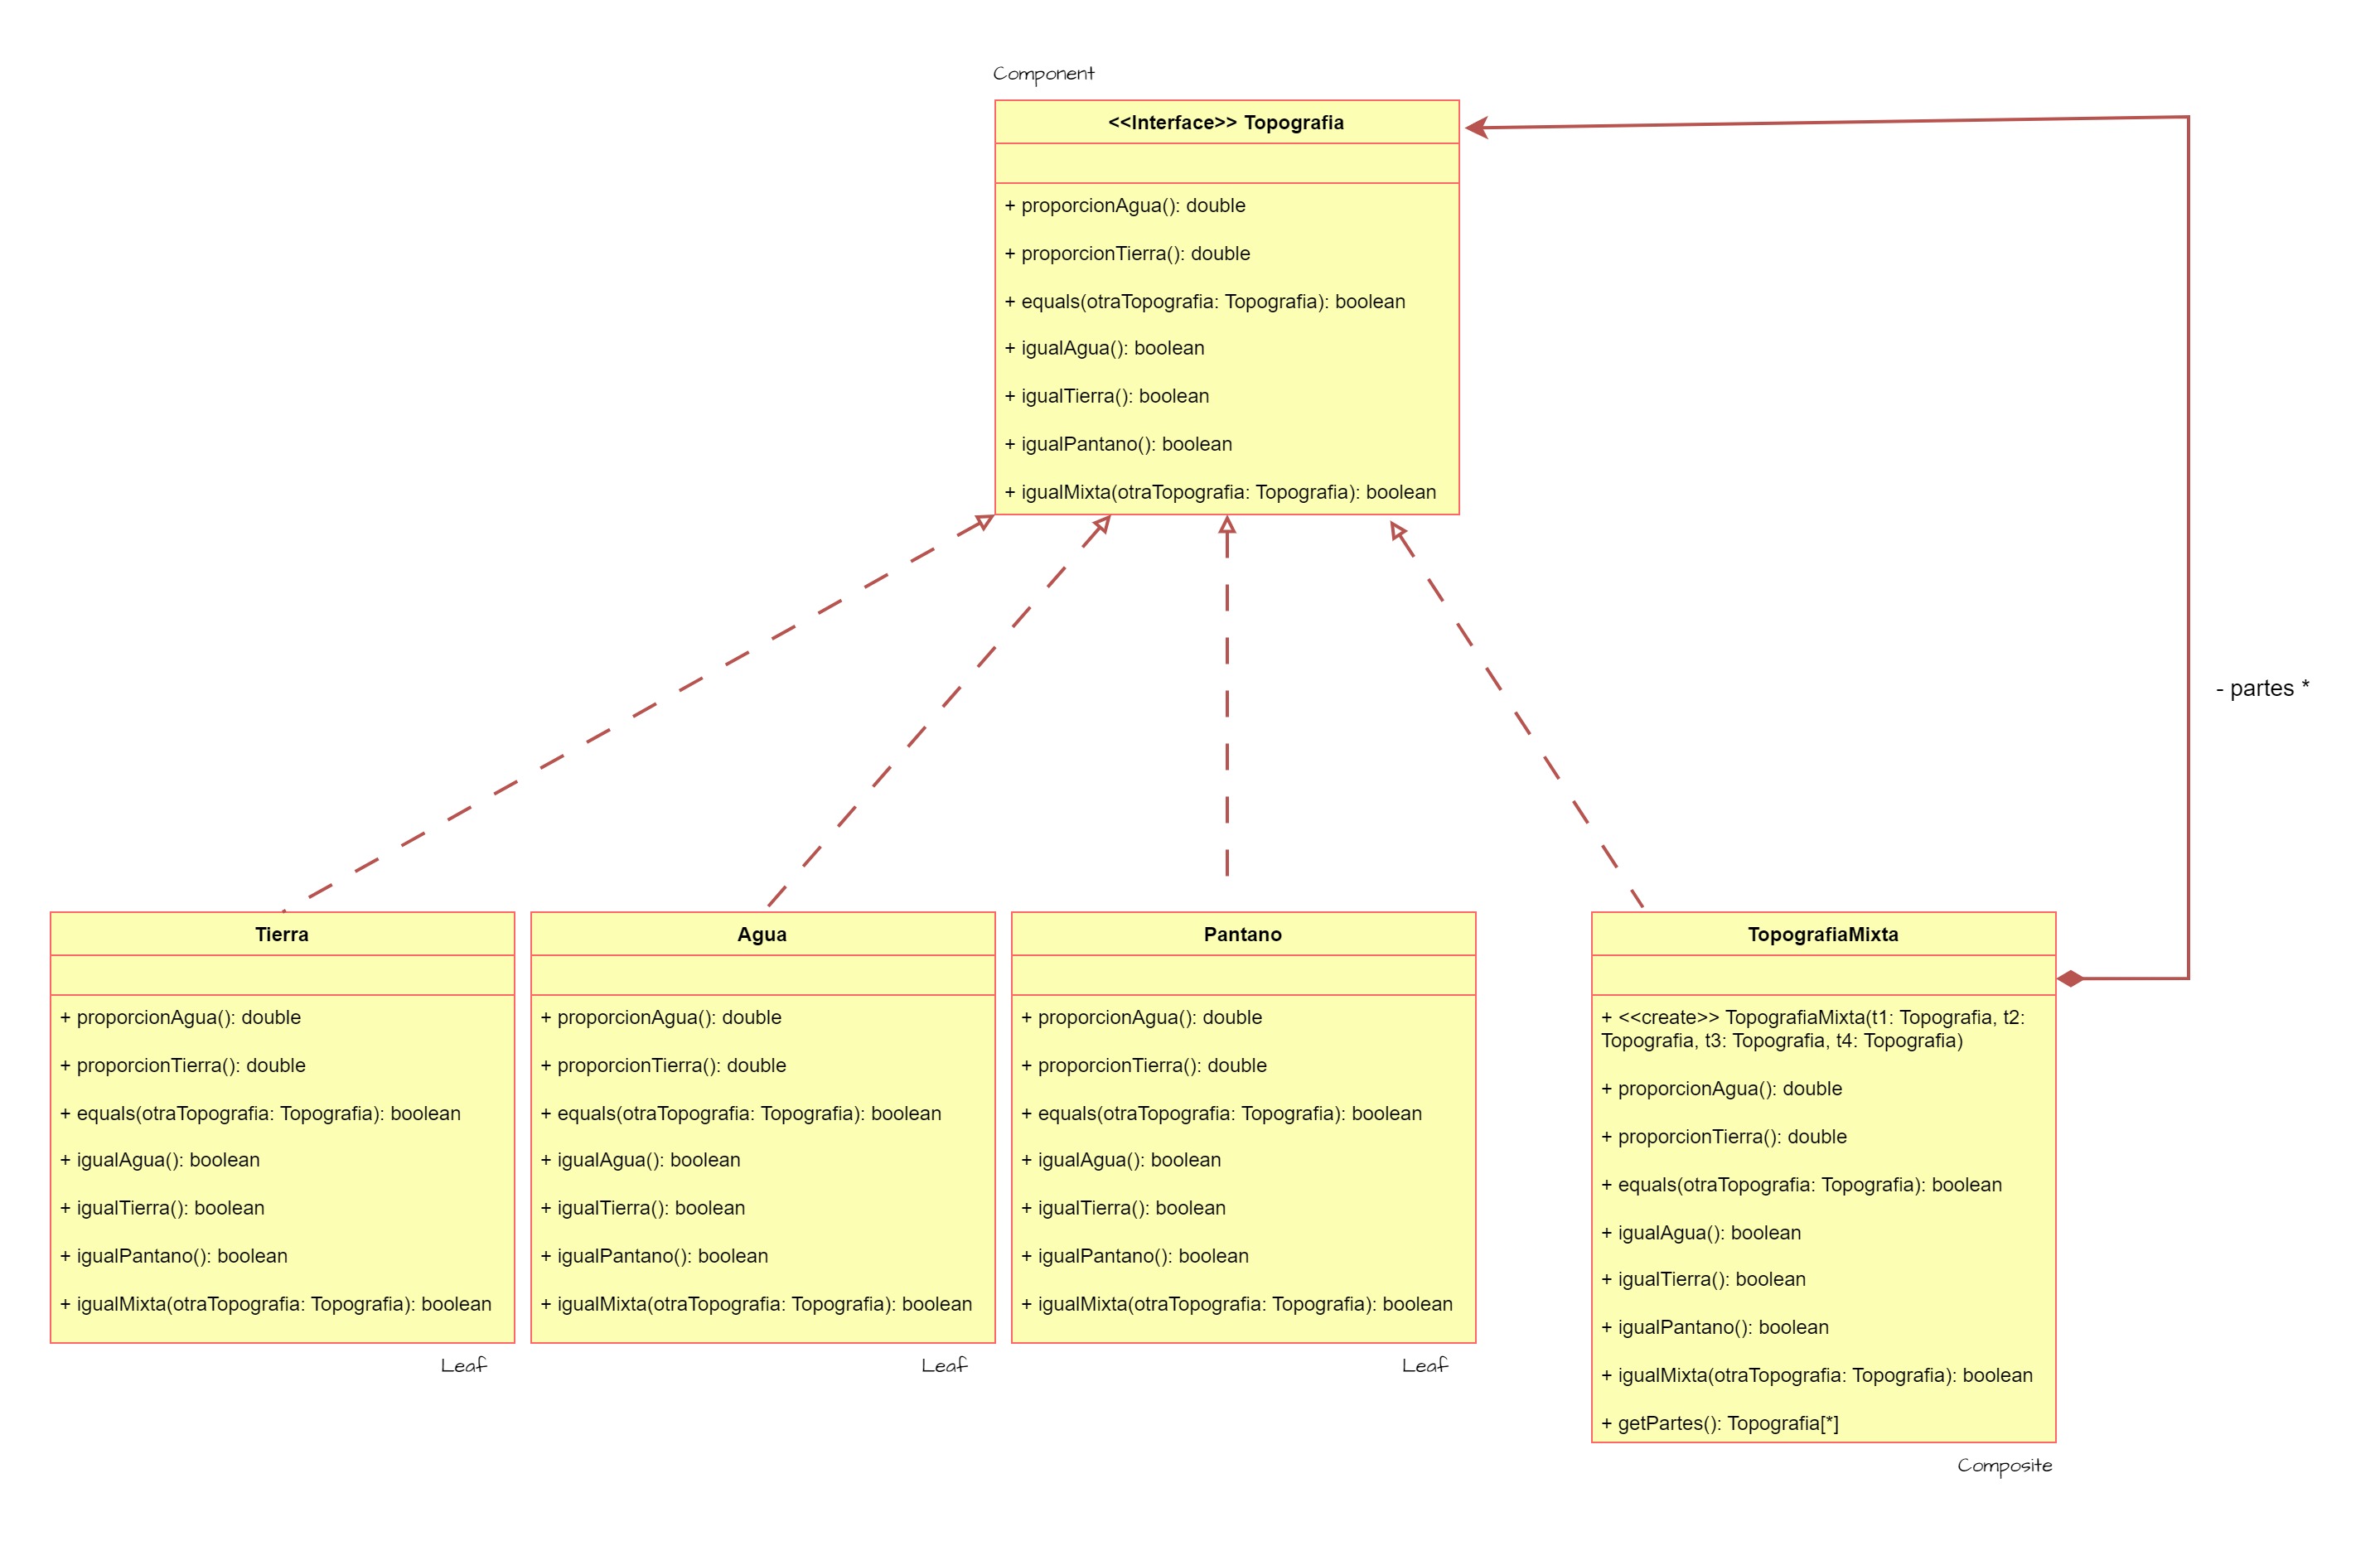 Component
<<Interface>> Topografia
+ proporcionAgua(): double
+ proporcionTierra(): double
+ equals(otraTopografia: Topografia): boolean
+ igualAgua(): boolean
+ igualTierra(): boolean
+ igualPantano(): boolean
+ igualMixta(otraTopografia: Topografia): boolean
- partes *
Tierra
+ proporcionAgua(): double
+ proporcionTierra(): double
+ equals(otraTopografia: Topografia): boolean
+ igualAgua(): boolean
+ igualTierra(): boolean
+ igualPantano(): boolean
+ igualMixta(otraTopografia: Topografia): boolean
Leaf
Agua
+ proporcionAgua(): double
+ proporcionTierra(): double
+ equals(otraTopografia: Topografia): boolean
+ igualAgua(): boolean
+ igualTierra(): boolean
+ igualPantano(): boolean
+ igualMixta(otraTopografia: Topografia): boolean
Leaf
Pantano
+ proporcionAgua(): double
+ proporcionTierra(): double
+ equals(otraTopografia: Topografia): boolean
+ igualAgua(): boolean
+ igualTierra(): boolean
+ igualPantano(): boolean
+ igualMixta(otraTopografia: Topografia): boolean
Leaf
TopografiaMixta
+ <<create>> TopografiaMixta(t1: Topografia, t2:
Topografia, t3: Topografia, t4: Topografia)
+ proporcionAgua(): double
+ proporcionTierra(): double
+ equals(otraTopografia: Topografia): boolean
+ igualAgua(): boolean
+ igualTierra(): boolean
+ igualPantano(): boolean
+ igualMixta(otraTopografia: Topografia): boolean
+ getPartes(): Topografia[*]
Composite